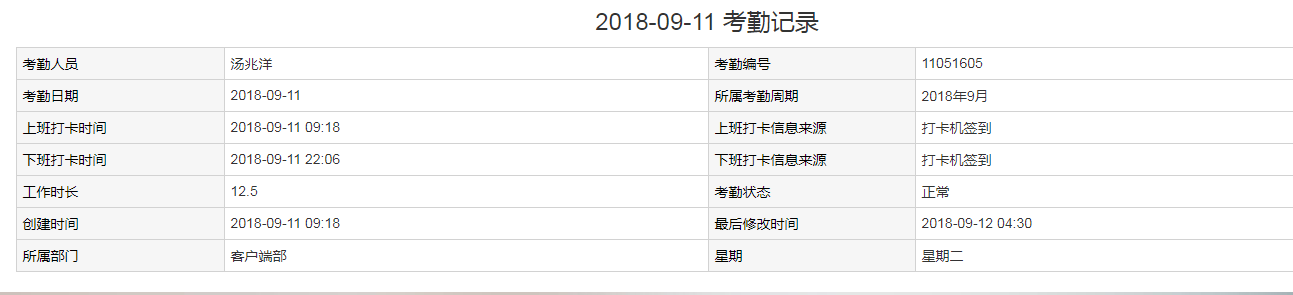 2018-09-11 考勤记录
考勤人员 汤兆洋 考勤编号 11051605
考勤日期 2018-09-11 所属考勤周期 2018年9月
上班打卡时间 2018-09-11 09:18 上班打卡信息来源 打卡机签到
下班打卡时间 2018-09-11 22:06 下班打卡信息来源 打卡机签到
工作时长 12.5 考勤状态 正常
创建时间 2018-09-11 09:18 最后修改时间 2018-09-12 04:30
所属部门 客户端部 星期 星期二